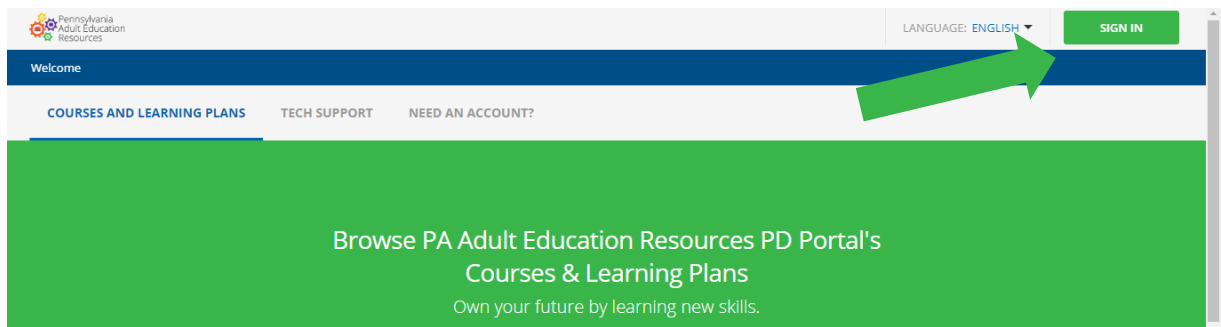 Pennsylvania
Adult Education
Resources
LANGUAGE: ENGLISH
SIGN IN
Welcome
COURSES AND LEARNING PLANS
TECH SUPPORT
NEED AN ACCOUNT?
Browse PA Adult Education Resources PD Portal's
Courses & Learning Plans
Own your future by learning new skills.